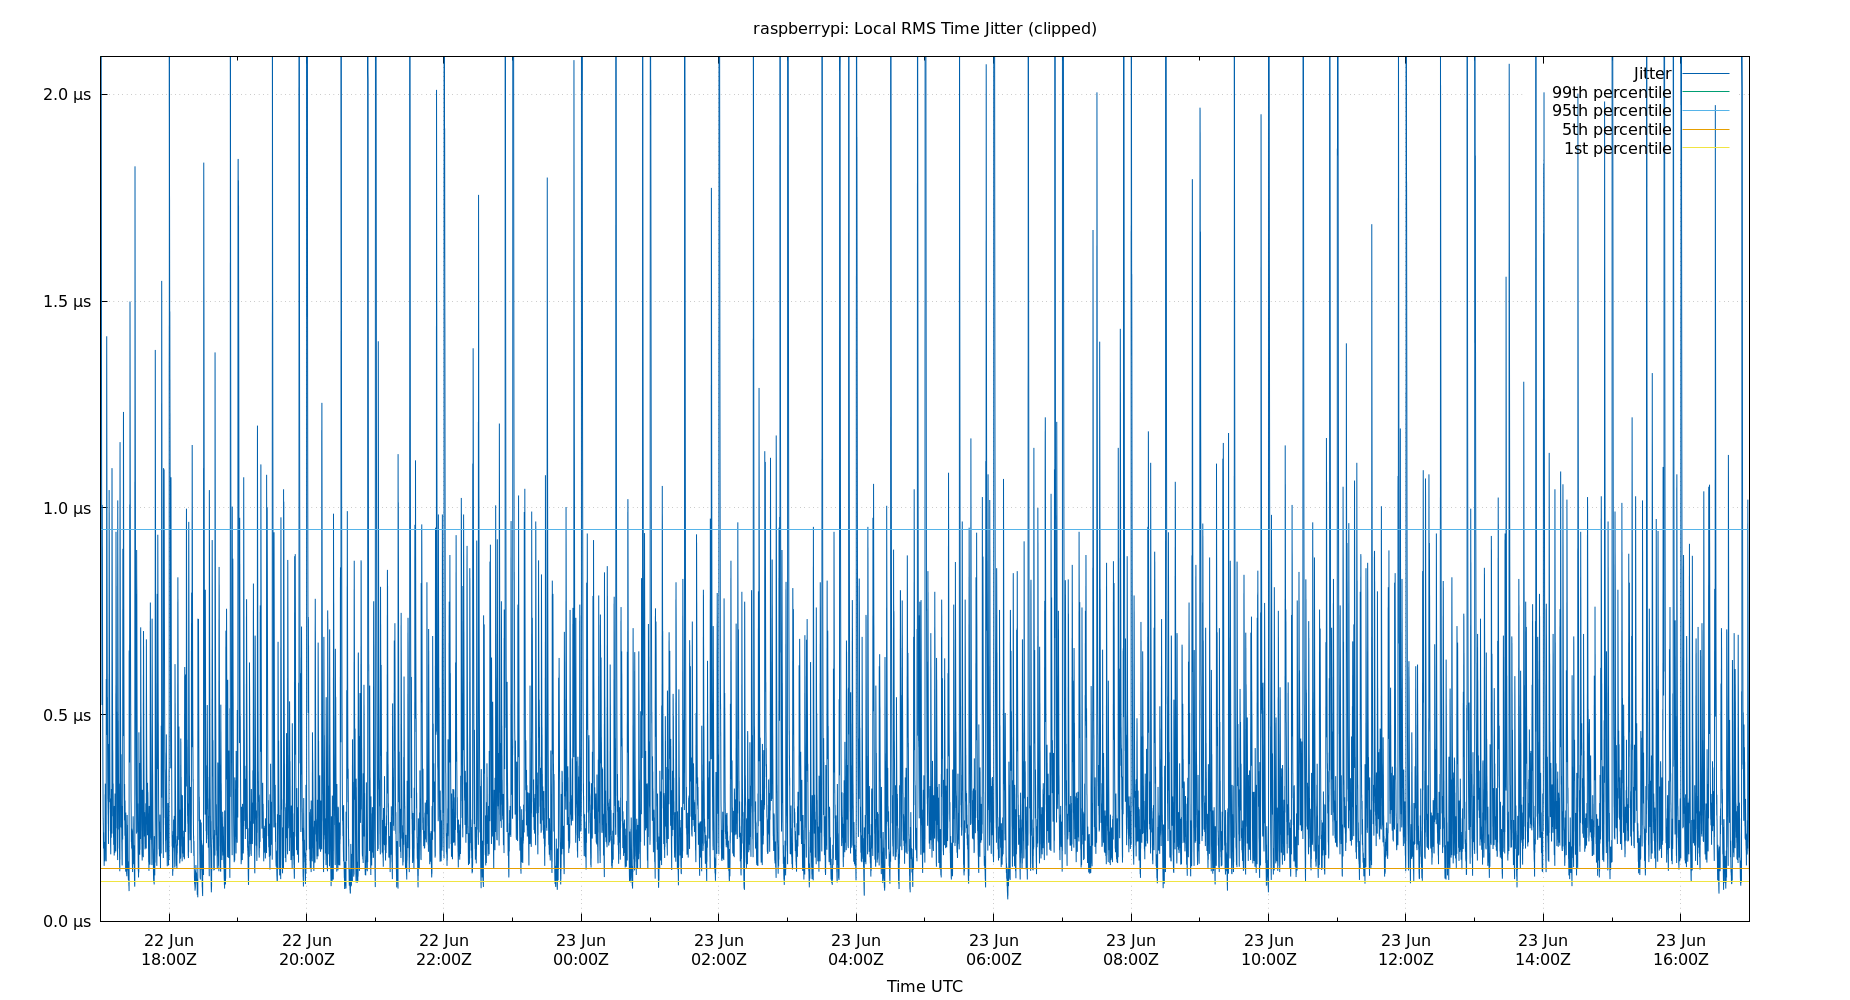 raspberrypi: Local RMS Time Jitter (clipped)
Jitter
99th percentile
95th percentile
5th percentile
1st percentile
2.0 µs
1.5 µs
1.0 µs
0.5 µs
0.0 µs
22 Jun
18:00Z
22 Jun
20:00Z
22 Jun
22:00Z
23 Jun
00:00Z
23 Jun
02:00Z
23 Jun
04:00Z
23 Jun
06:00Z
23 Jun
08:00Z
23 Jun
10:00Z
23 Jun
12:00Z
23 Jun
14:00Z
23 Jun
16:00Z
Time UTC